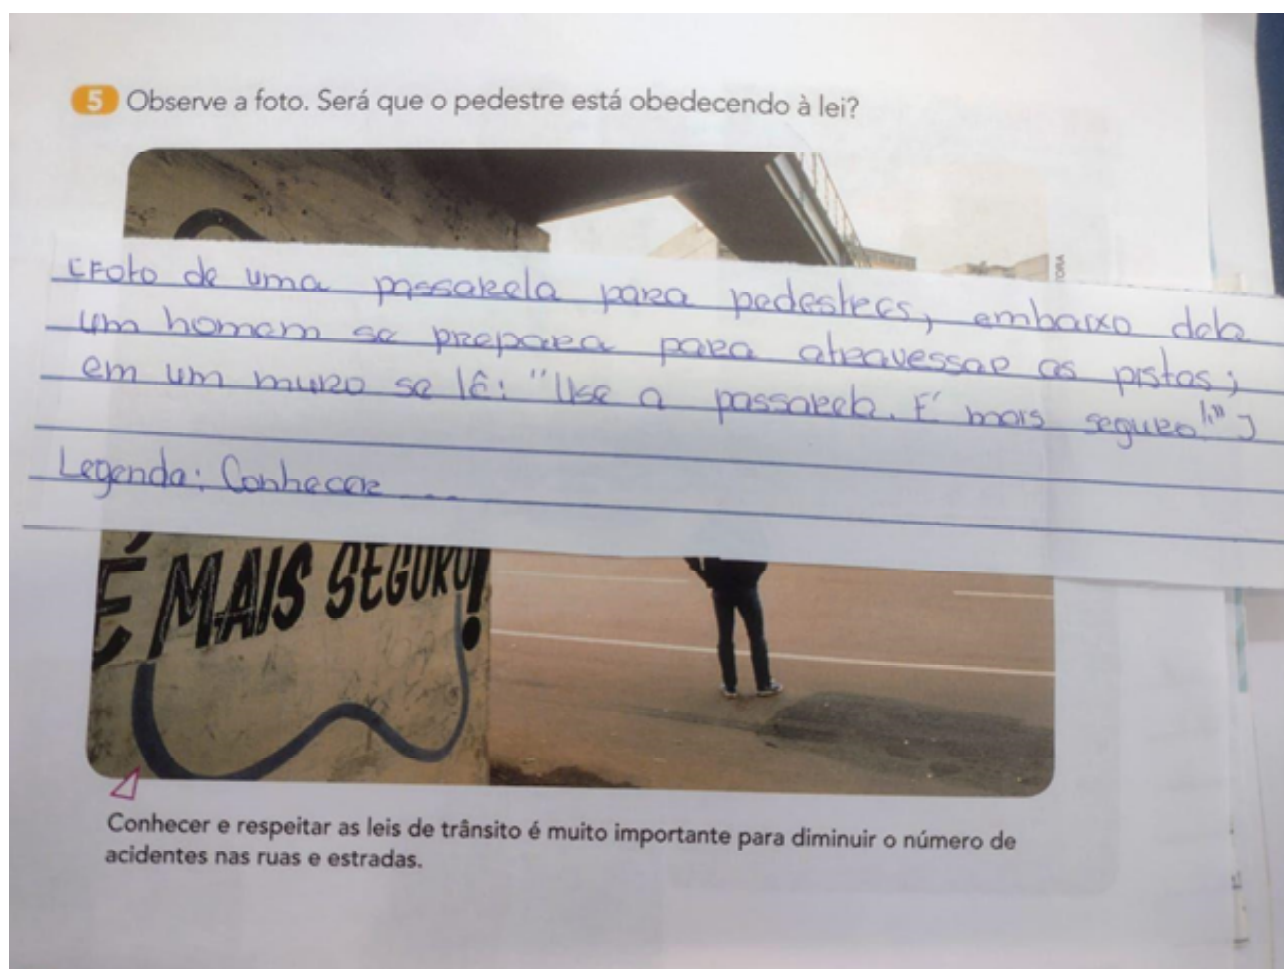 5 Observe a foto. Será que o pedestre está obedecendo à lei?
TORA
[Foto de uma passarela para pedestres, embaixo dela
um homem se prepara para atravessar as pistas;
em um muro se lê: "Use a passarela. É mais seguro!"]
Legenda: Conhecer ...
É MAIS SEGURO!
Conhecer e respeitar as leis de trânsito é muito importante para diminuir o número de
acidentes nas ruas e estradas.